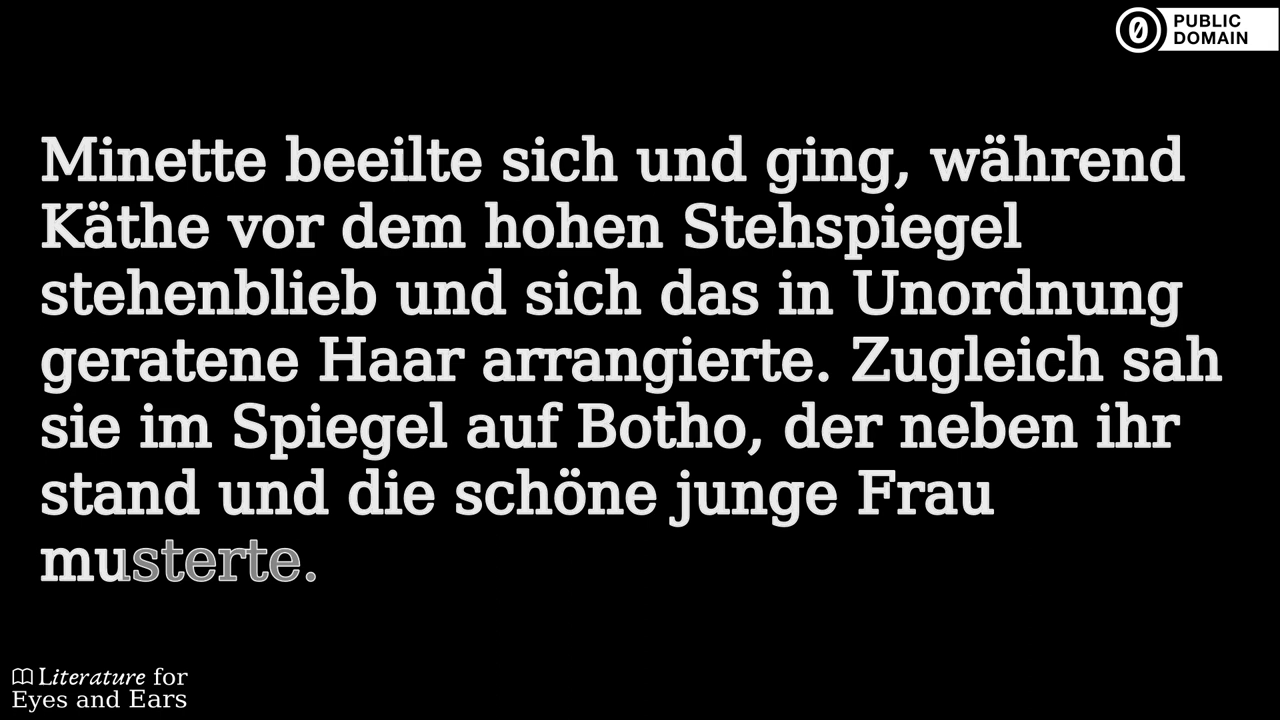 PUBLIC
DOMAIN
Minette beeilte sich und ging, während
Käthe vor dem hohen Stehspiegel
stehenblieb und sich das in Unordnung
geratene Haar arrangierte. Zugleich sah
sie im Spiegel auf Botho, der neben ihr
stand und die schöne junge Frau
musterte.
Literature for
Eyes and Ears